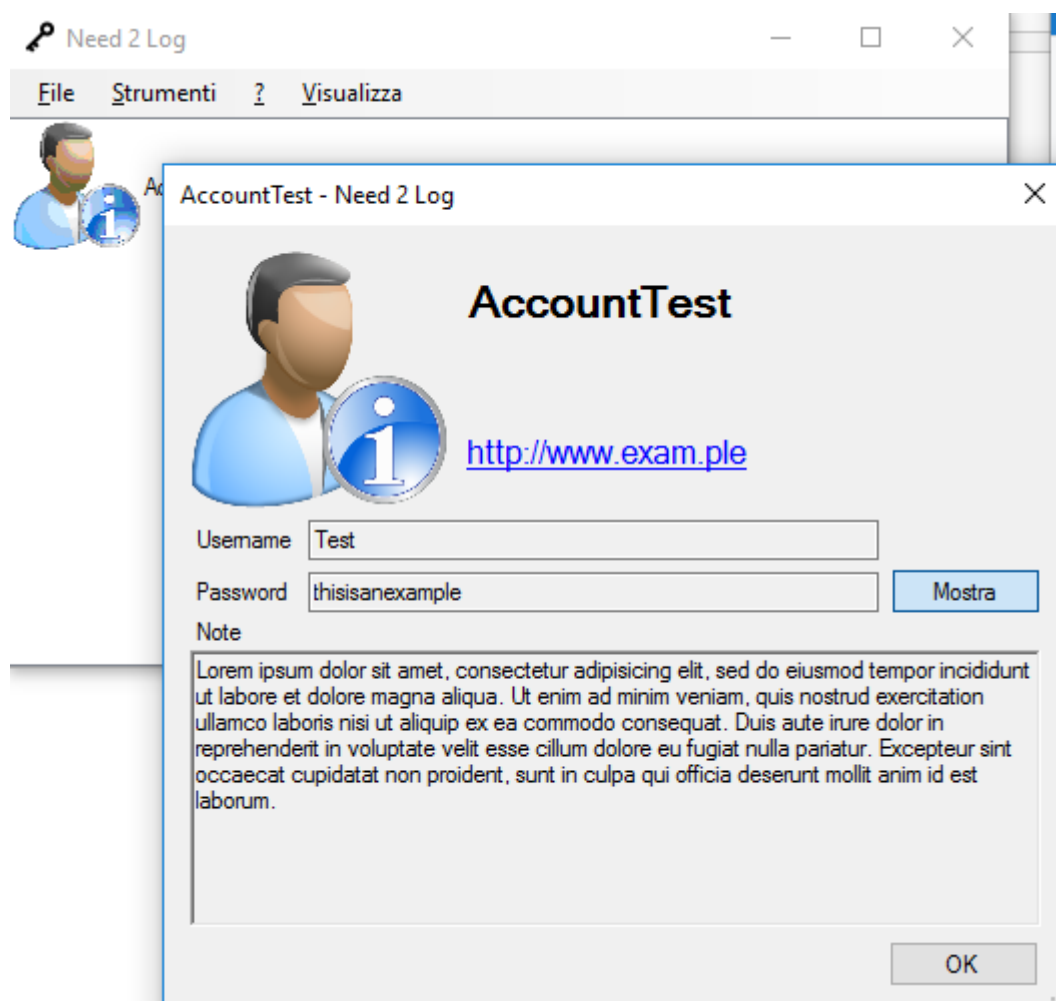 Need 2 Log
File Strumenti ? Visualizza
AccountTest - Need 2 Log
AccountTest
http://www.exam.ple
Username Test
Password thisisanexample Mostra
Note
Lorem ipsum dolor sit amet, consectetur adipisicing elit, sed do eiusmod tempor incididunt
ut labore et dolore magna aliqua. Ut enim ad minim veniam, quis nostrud exercitation
ullamco laboris nisi ut aliquip ex ea commodo consequat. Duis aute irure dolor in
reprehenderit in voluptate velit esse cillum dolore eu fugiat nulla pariatur. Excepteur sint
occaecat cupidatat non proident, sunt in culpa qui officia deserunt mollit anim id est
laborum.
OK